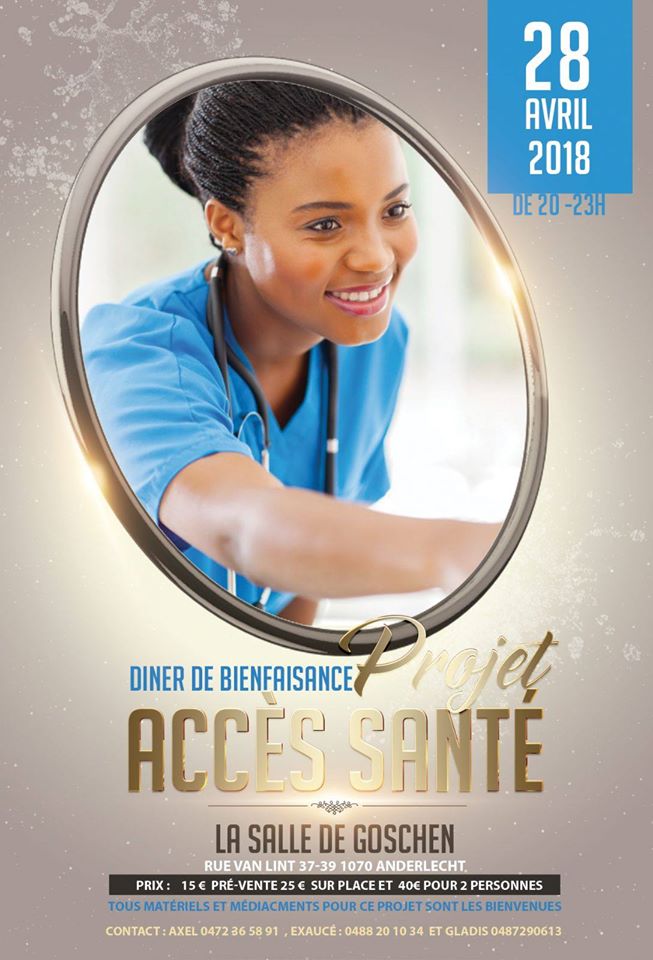 28
AVRIL
2018
DE 20 -23H
DINER DE BIENFAISANCE Projet
ACCÈS SANTÉ
LA SALLE DE GOSCHEN
RUE VAN LINT 37-39 1070 ANDERLECHT
PRIX : 15 € PRÉ-VENTE 25 € SUR PLACE ET 40€ POUR 2 PERSONNES
TOUS MATÉRIELS ET MÉDIACMENTS POUR CE PROJET SONT LES BIENVENUES
CONTACT : AXEL 0472 36 58 91 , EXAUCÉ : 0488 20 10 34 ET GLADIS 0487290613